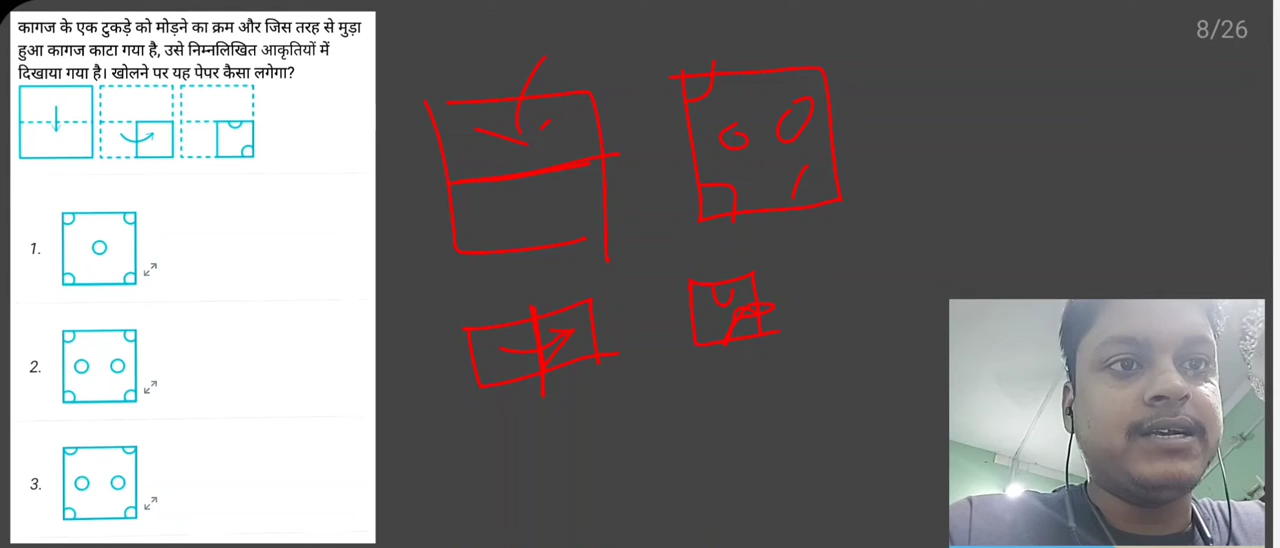 कागज के एक टुकड़े को मोड़ने का क्रम और जिस तरह से मुड़ा
हुआ कागज काटा गया है, उसे निम्नलिखित आकृतियों में
दिखाया गया है। खोलने पर यह पेपर कैसा लगेगा?
1.
2.
3.
8/26